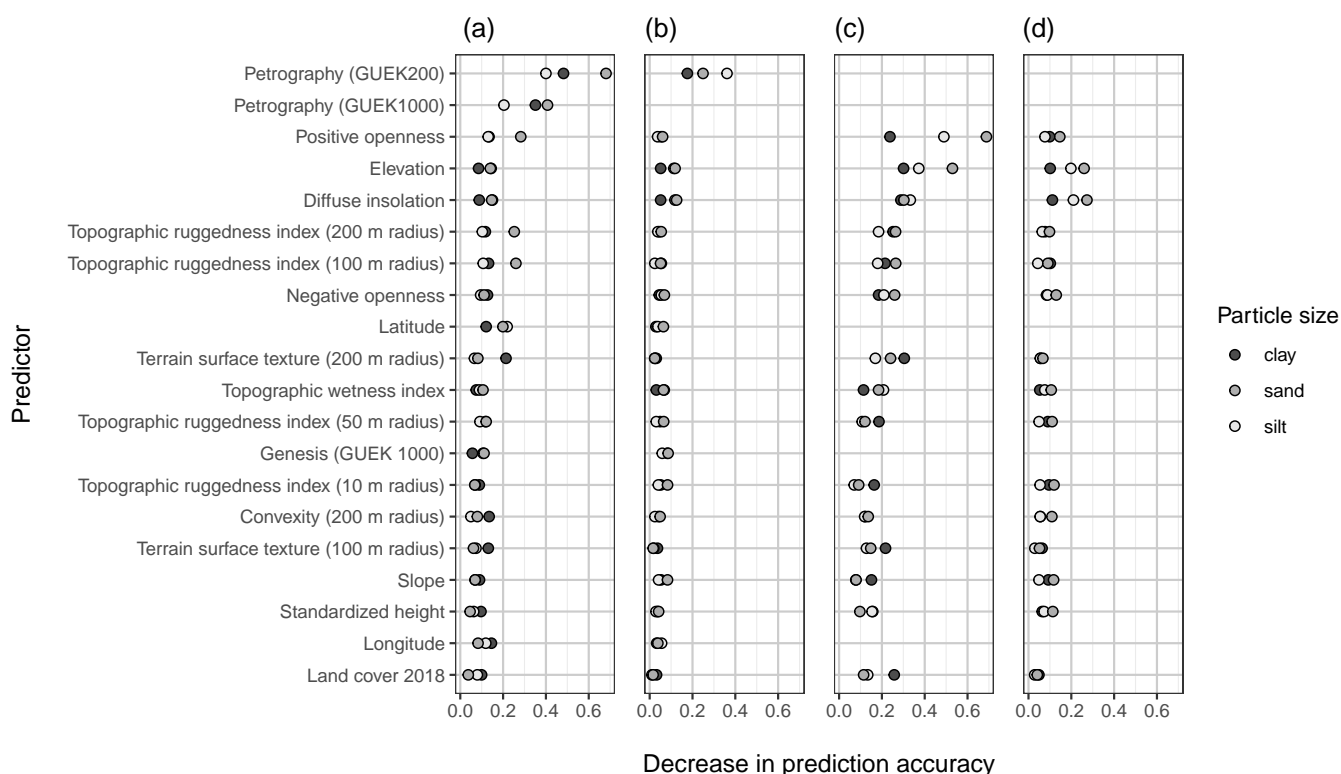 (a) (b) (c) (d)
Petrography (GUEK200)
Petrography (GUEK1000)
Positive openness
Elevation
Diffuse insolation
Topographic ruggedness index (200 m radius)
Topographic ruggedness index (100 m radius)
Negative openness
Latitude
Terrain surface texture (200 m radius)
Topographic wetness index
Topographic ruggedness index (50 m radius)
Genesis (GUEK 1000)
Topographic ruggedness index (10 m radius)
Convexity (200 m radius)
Terrain surface texture (100 m radius)
Slope
Standardized height
Longitude
Land cover 2018
Predictor
0.0 0.2 0.4 0.6 0.0 0.2 0.4 0.6 0.0 0.2 0.4 0.6 0.0 0.2 0.4 0.6
Decrease in prediction accuracy
Particle size
clay
sand
silt